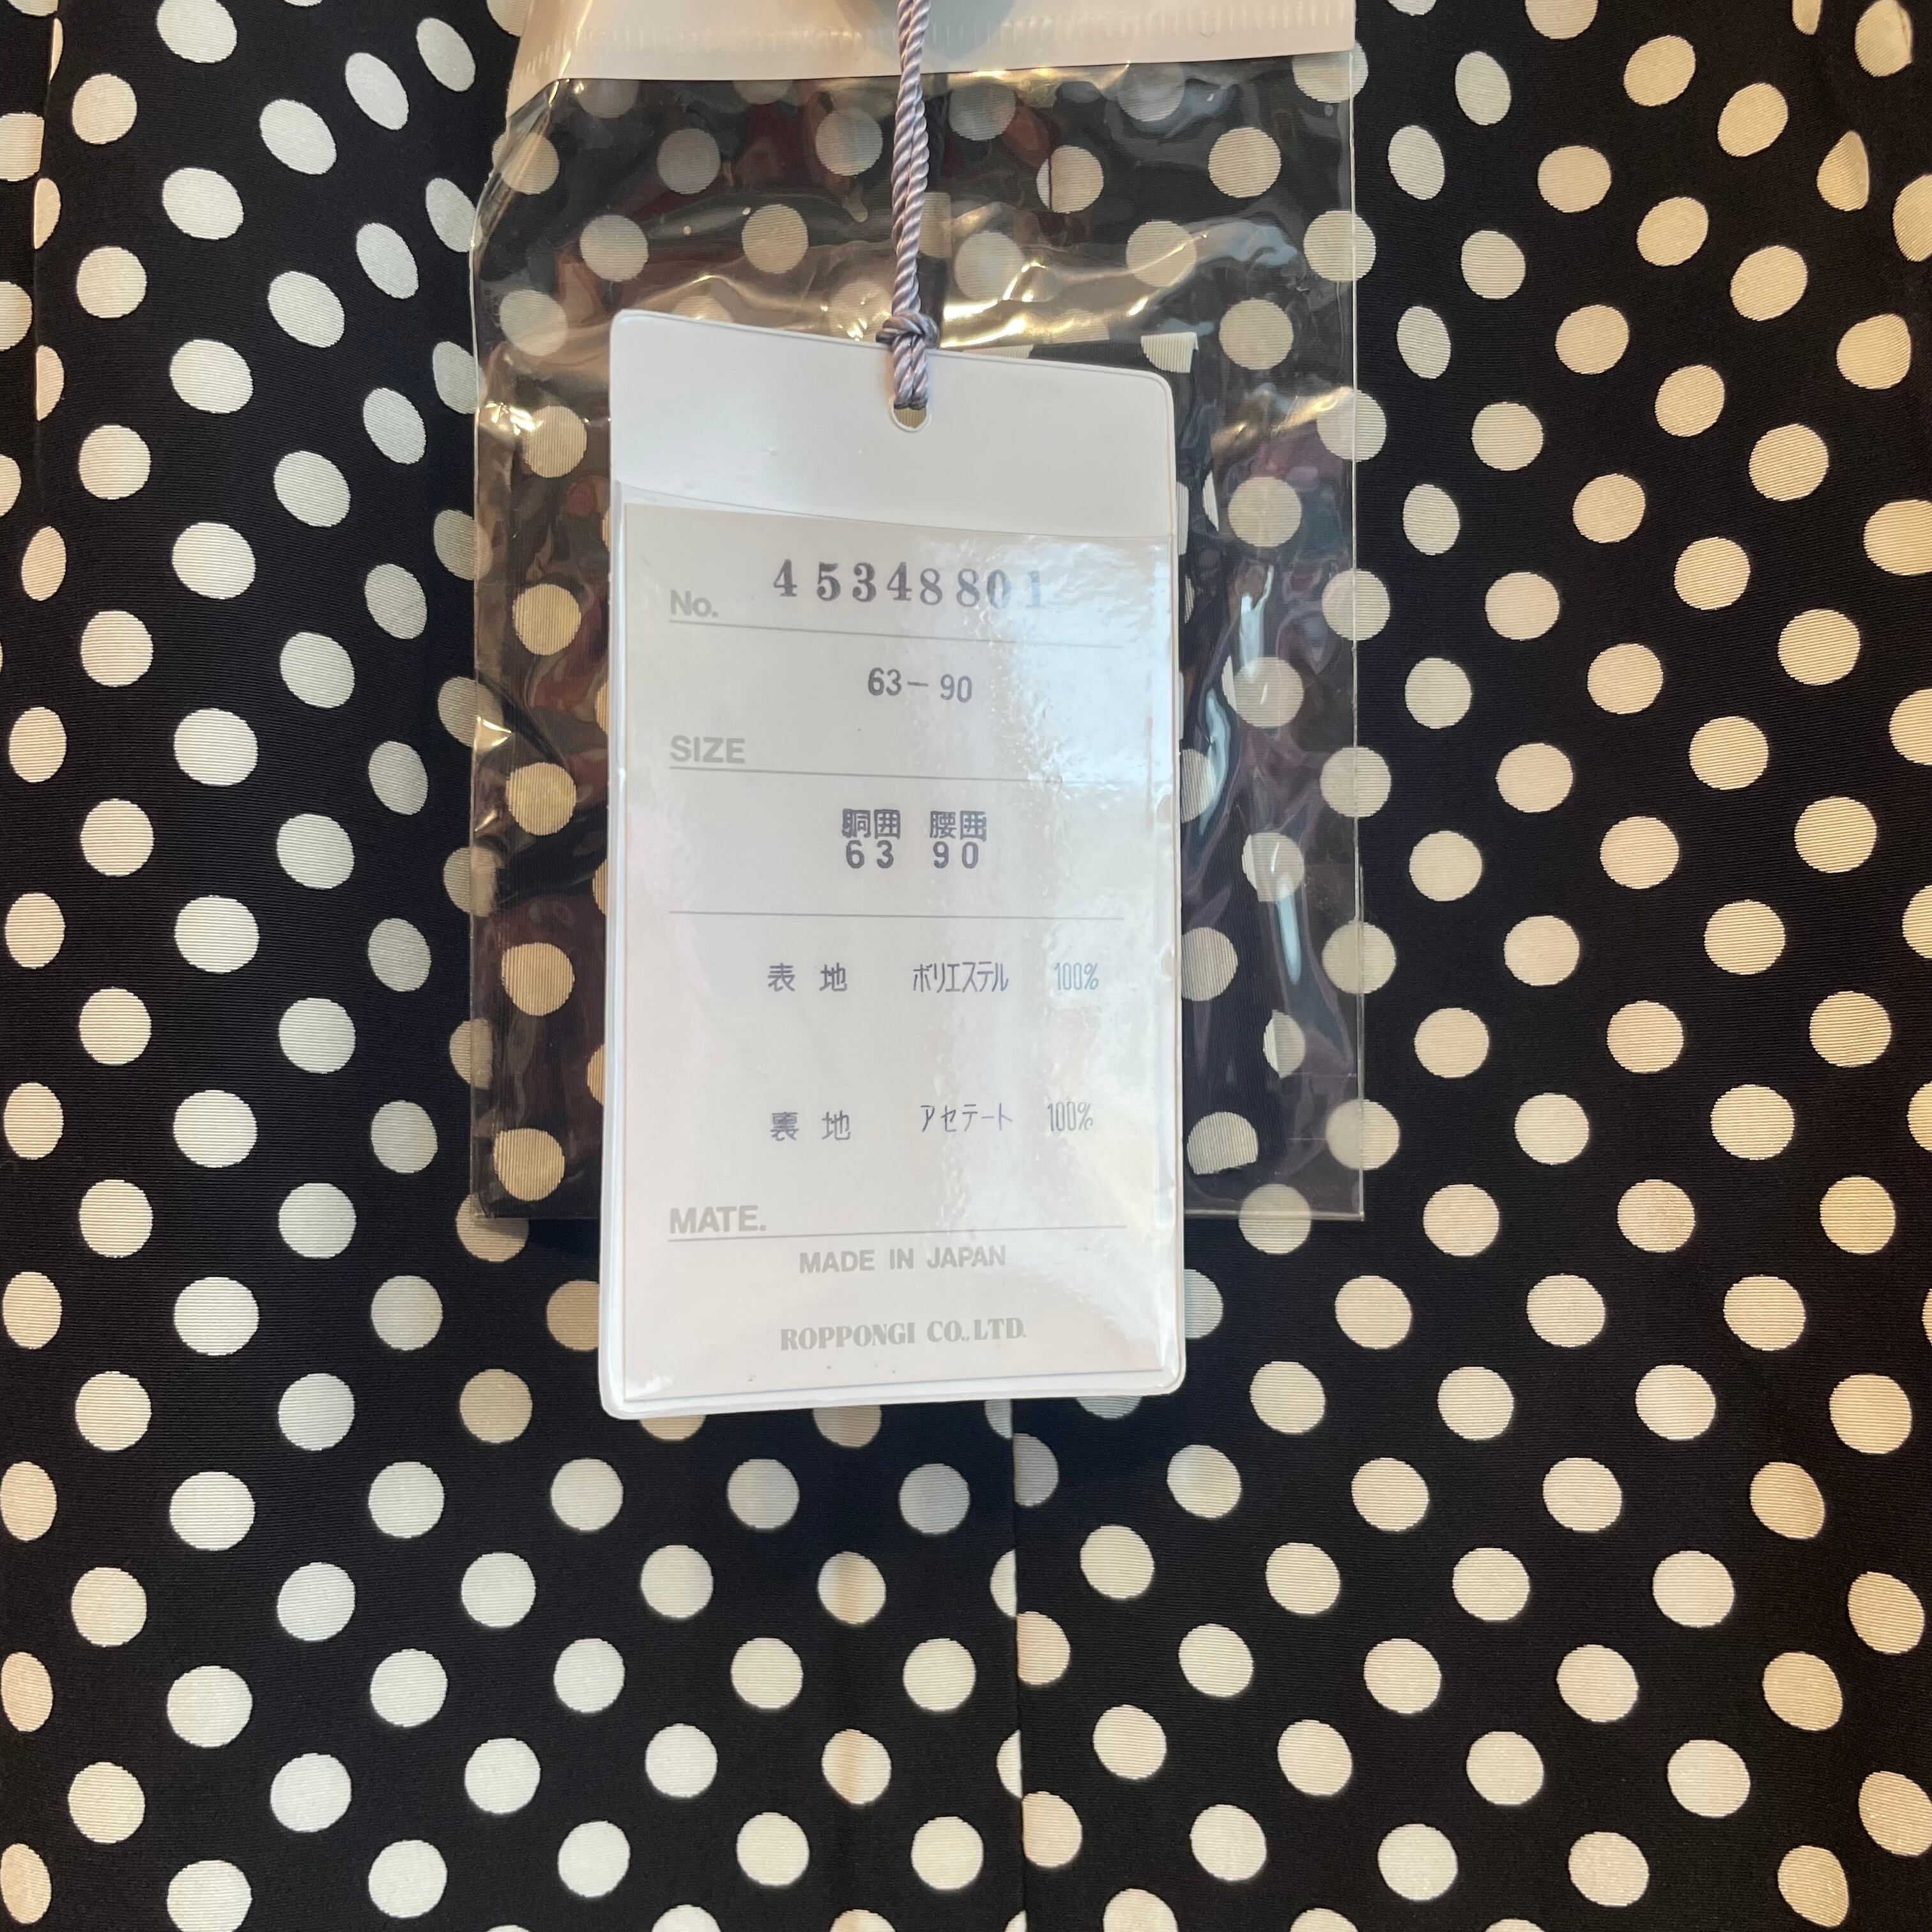 No. 45348801
63-90
SIZE
胴囲 腰囲
63 90
表地 ポリエステル 100%
裏地 アセテート 100%
MATE.
MADE IN JAPAN
ROPPONGI CO., LTD.